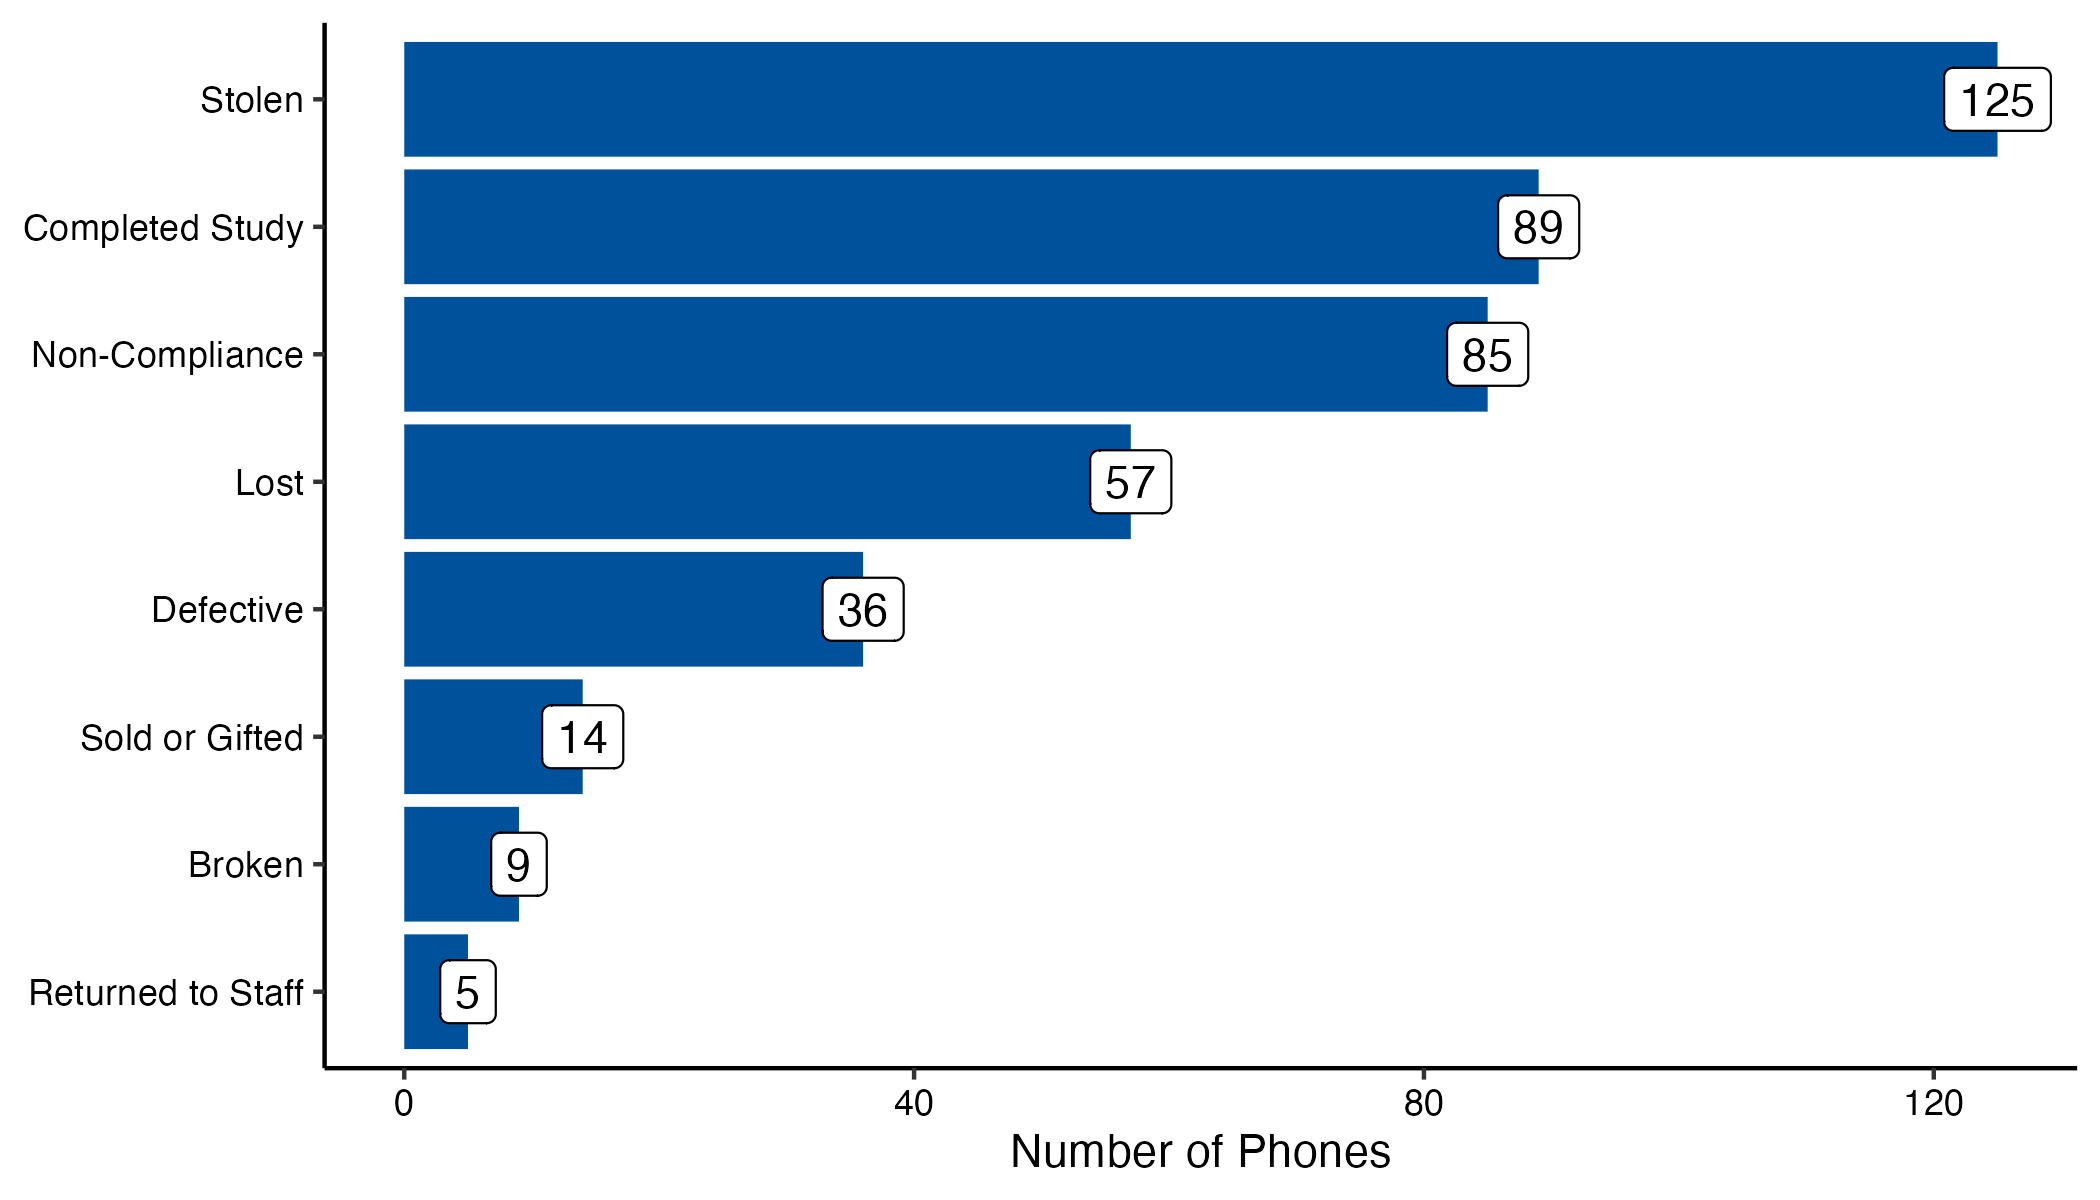 Stolen
125
Completed Study
89
Non-Compliance
85
Lost
57
Defective
36
Sold or Gifted
14
Broken
9
Returned to Staff
5
0 40 80 120
Number of Phones